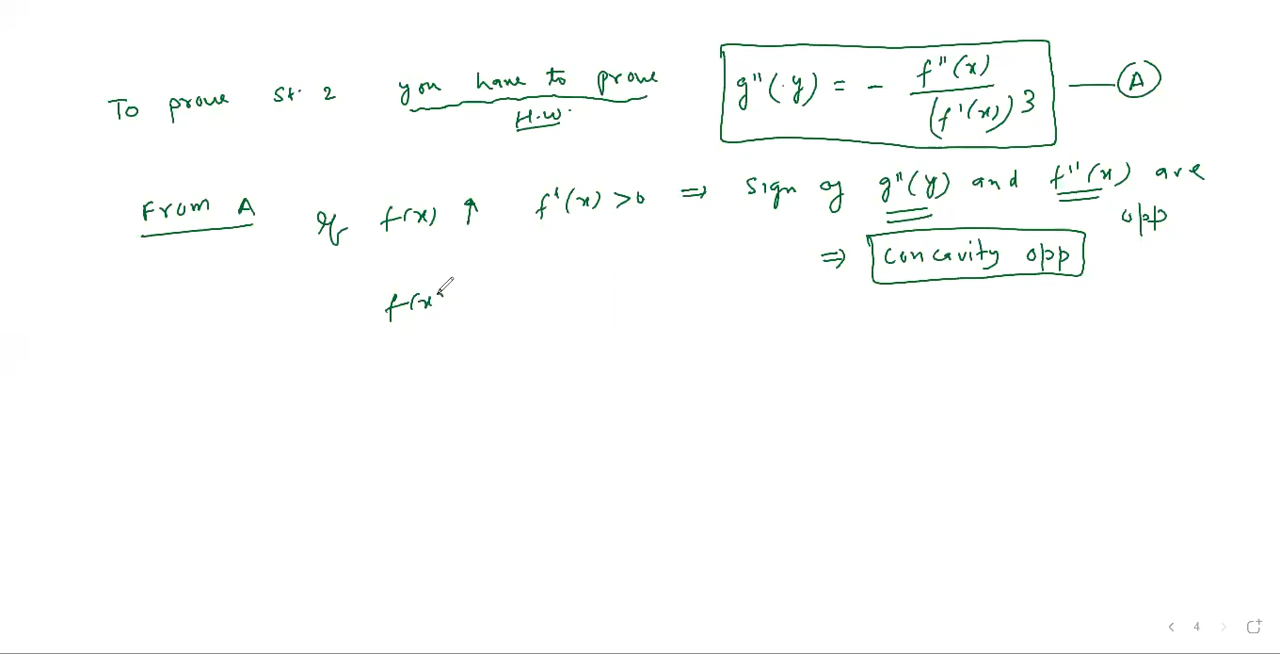 To prove St. 2 you have to prove g"(y) = - f"(x) / (f'(x))3 — A
H.W.
From A If f(x) ↑ f'(x) >0 ⇒ sign of g"(y) and f"(x) are opp
⇒ concavity opp
f(x
4